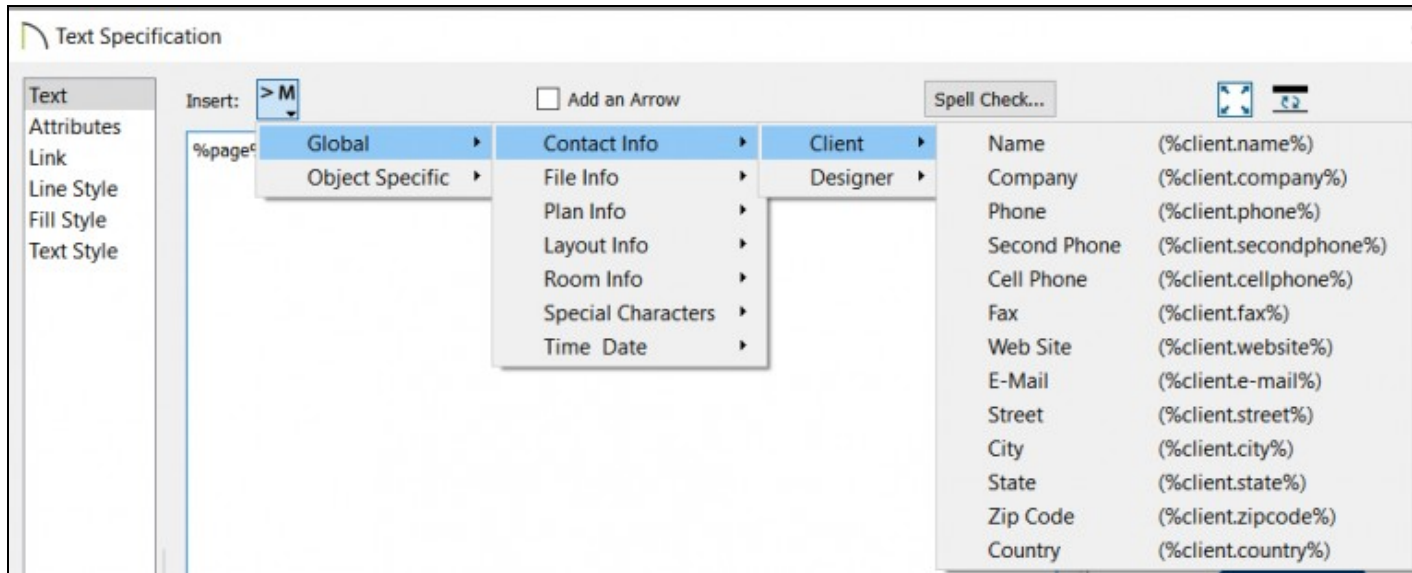 Text Specification
Text
Attributes
Link
Line Style
Fill Style
Text Style
Insert:
> M
Add an Arrow
Spell Check...
%page%
Global
Object Specific
Contact Info
File Info
Plan Info
Layout Info
Room Info
Special Characters
Time Date
Client
Designer
Name (%client.name%)
Company (%client.company%)
Phone (%client.phone%)
Second Phone (%client.secondphone%)
Cell Phone (%client.cellphone%)
Fax (%client.fax%)
Web Site (%client.website%)
E-Mail (%client.e-mail%)
Street (%client.street%)
City (%client.city%)
State (%client.state%)
Zip Code (%client.zipcode%)
Country (%client.country%)